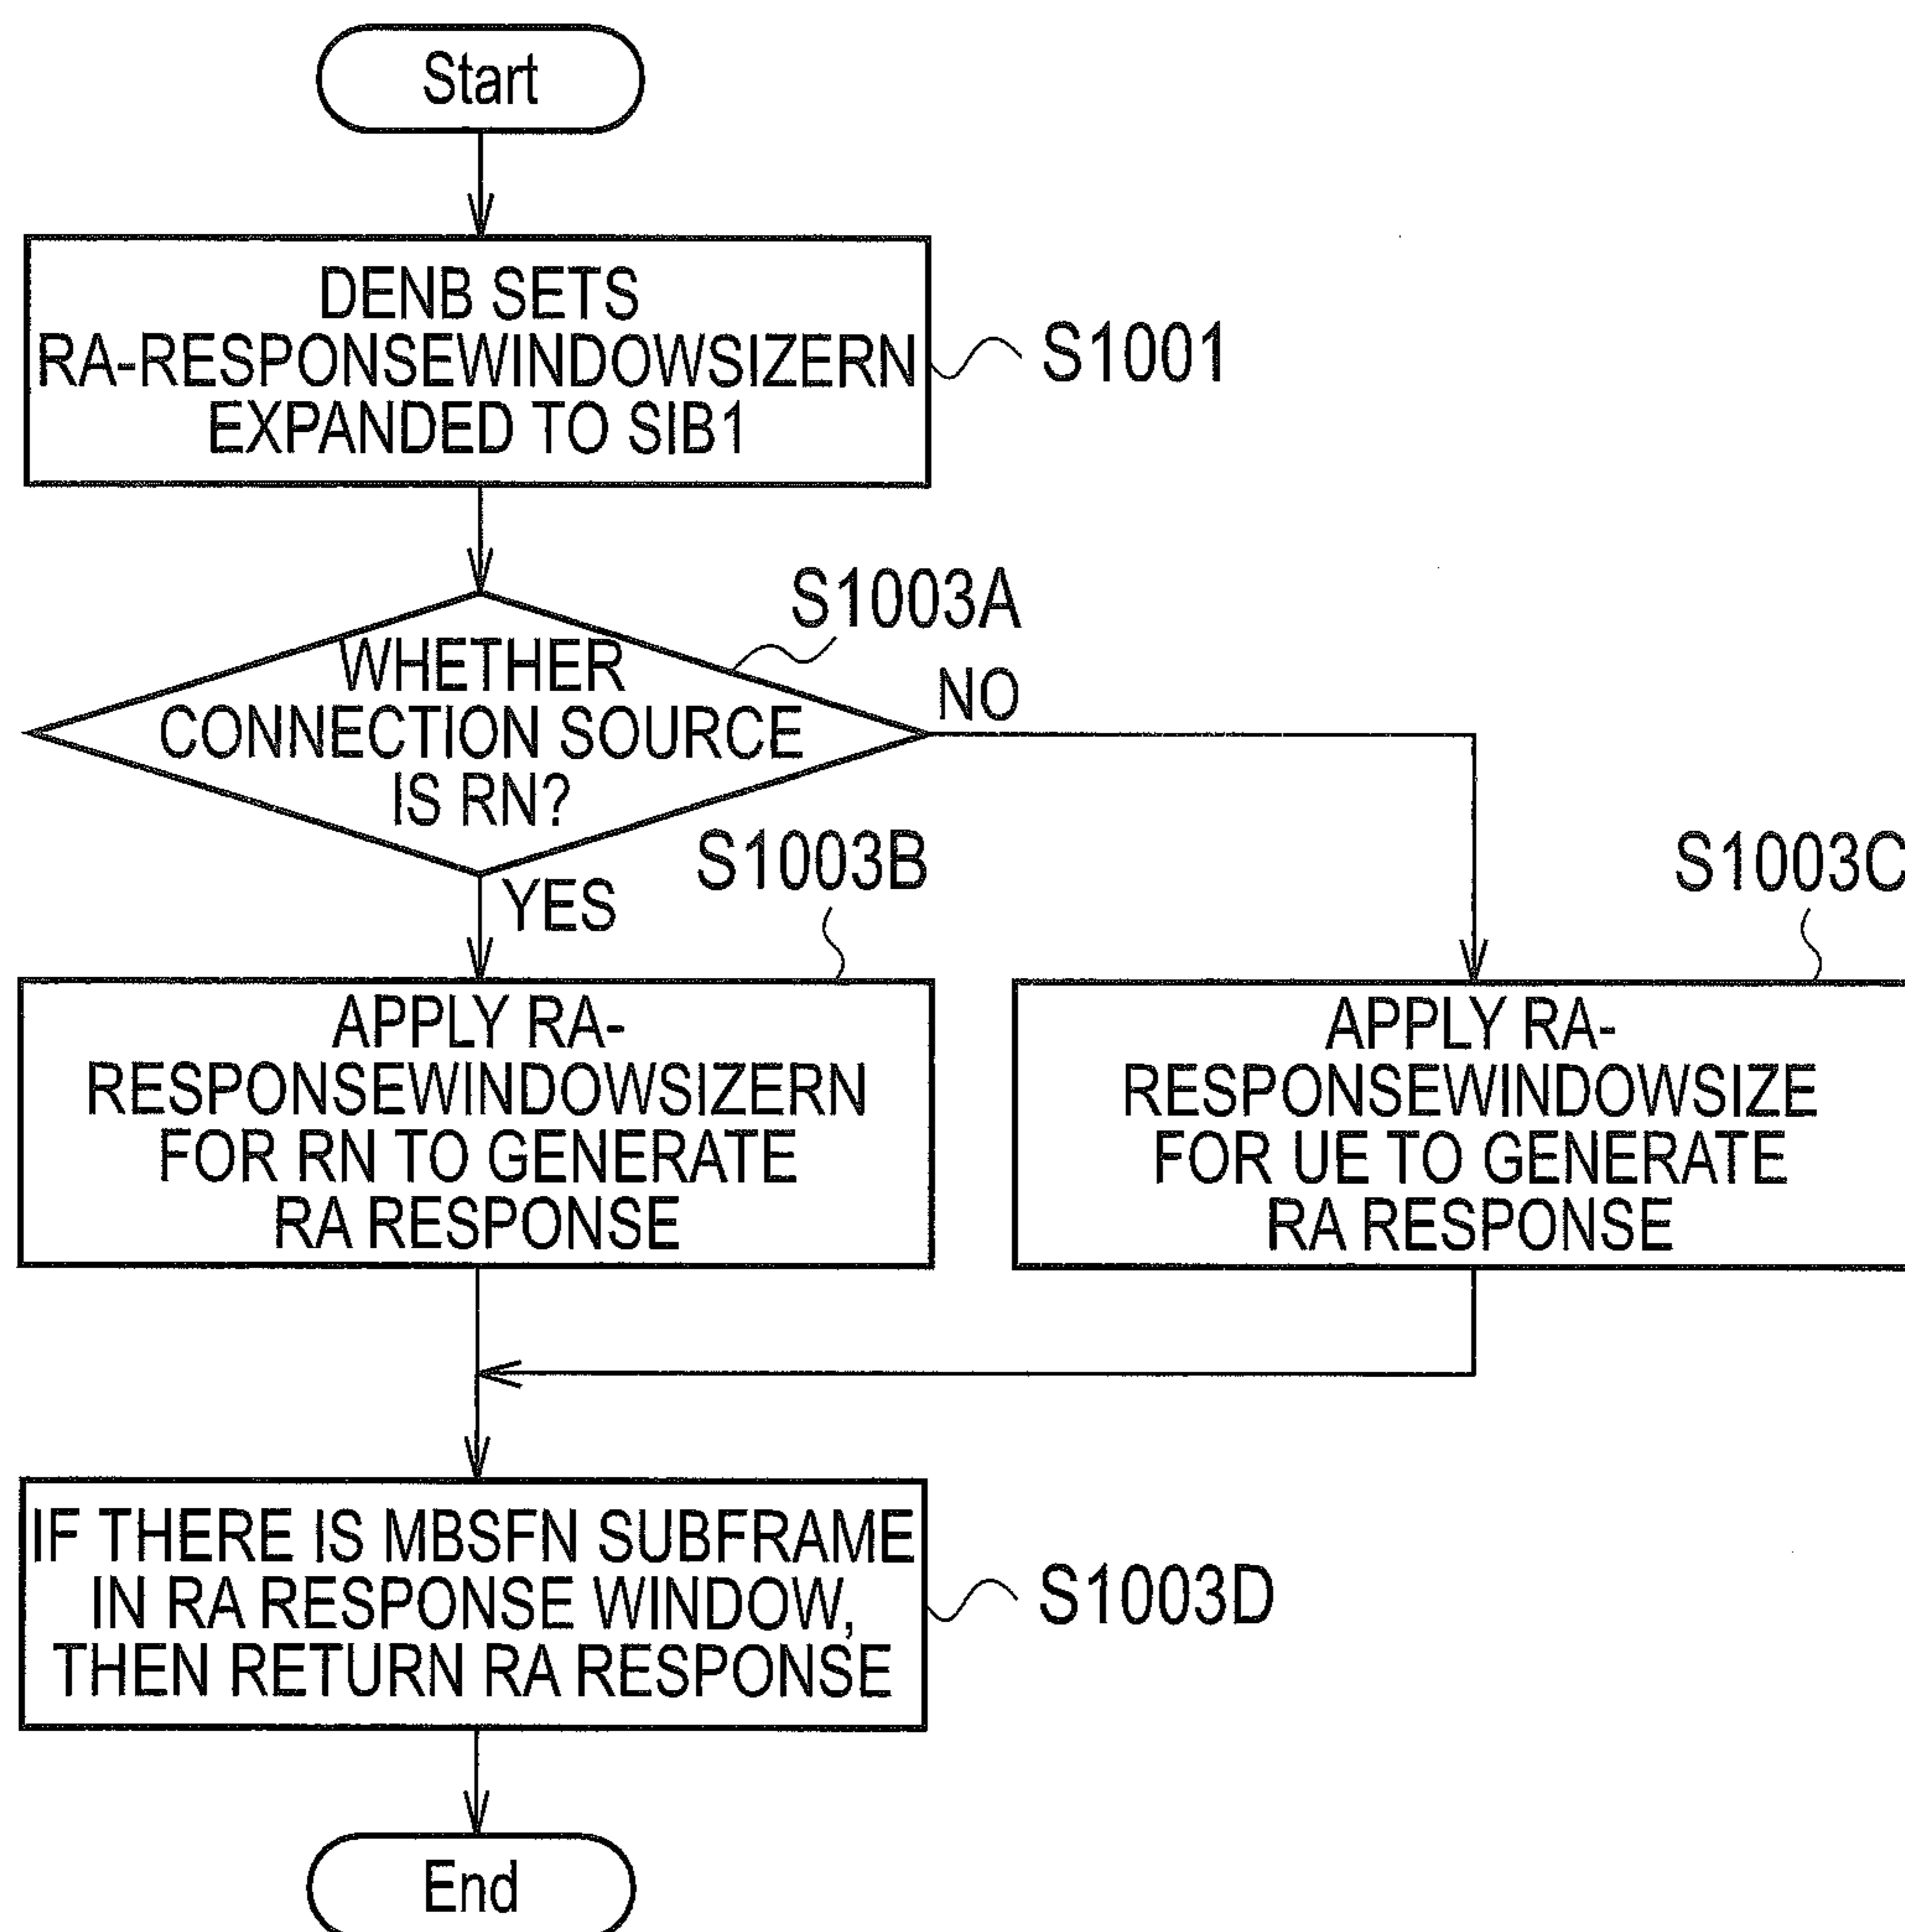 Start
DENB SETS
RA-RESPONSEWINDOWSIZERN
EXPANDED TO SIB1
S1001
S1003A
WHETHER
CONNECTION SOURCE
IS RN?
NO
YES
S1003B
S1003C
APPLY RA-
RESPONSEWINDOWSIZERN
FOR RN TO GENERATE
RA RESPONSE
APPLY RA-
RESPONSEWINDOWSIZE
FOR UE TO GENERATE
RA RESPONSE
IF THERE IS MBSFN SUBFRAME
IN RA RESPONSE WINDOW,
THEN RETURN RA RESPONSE
S1003D
End